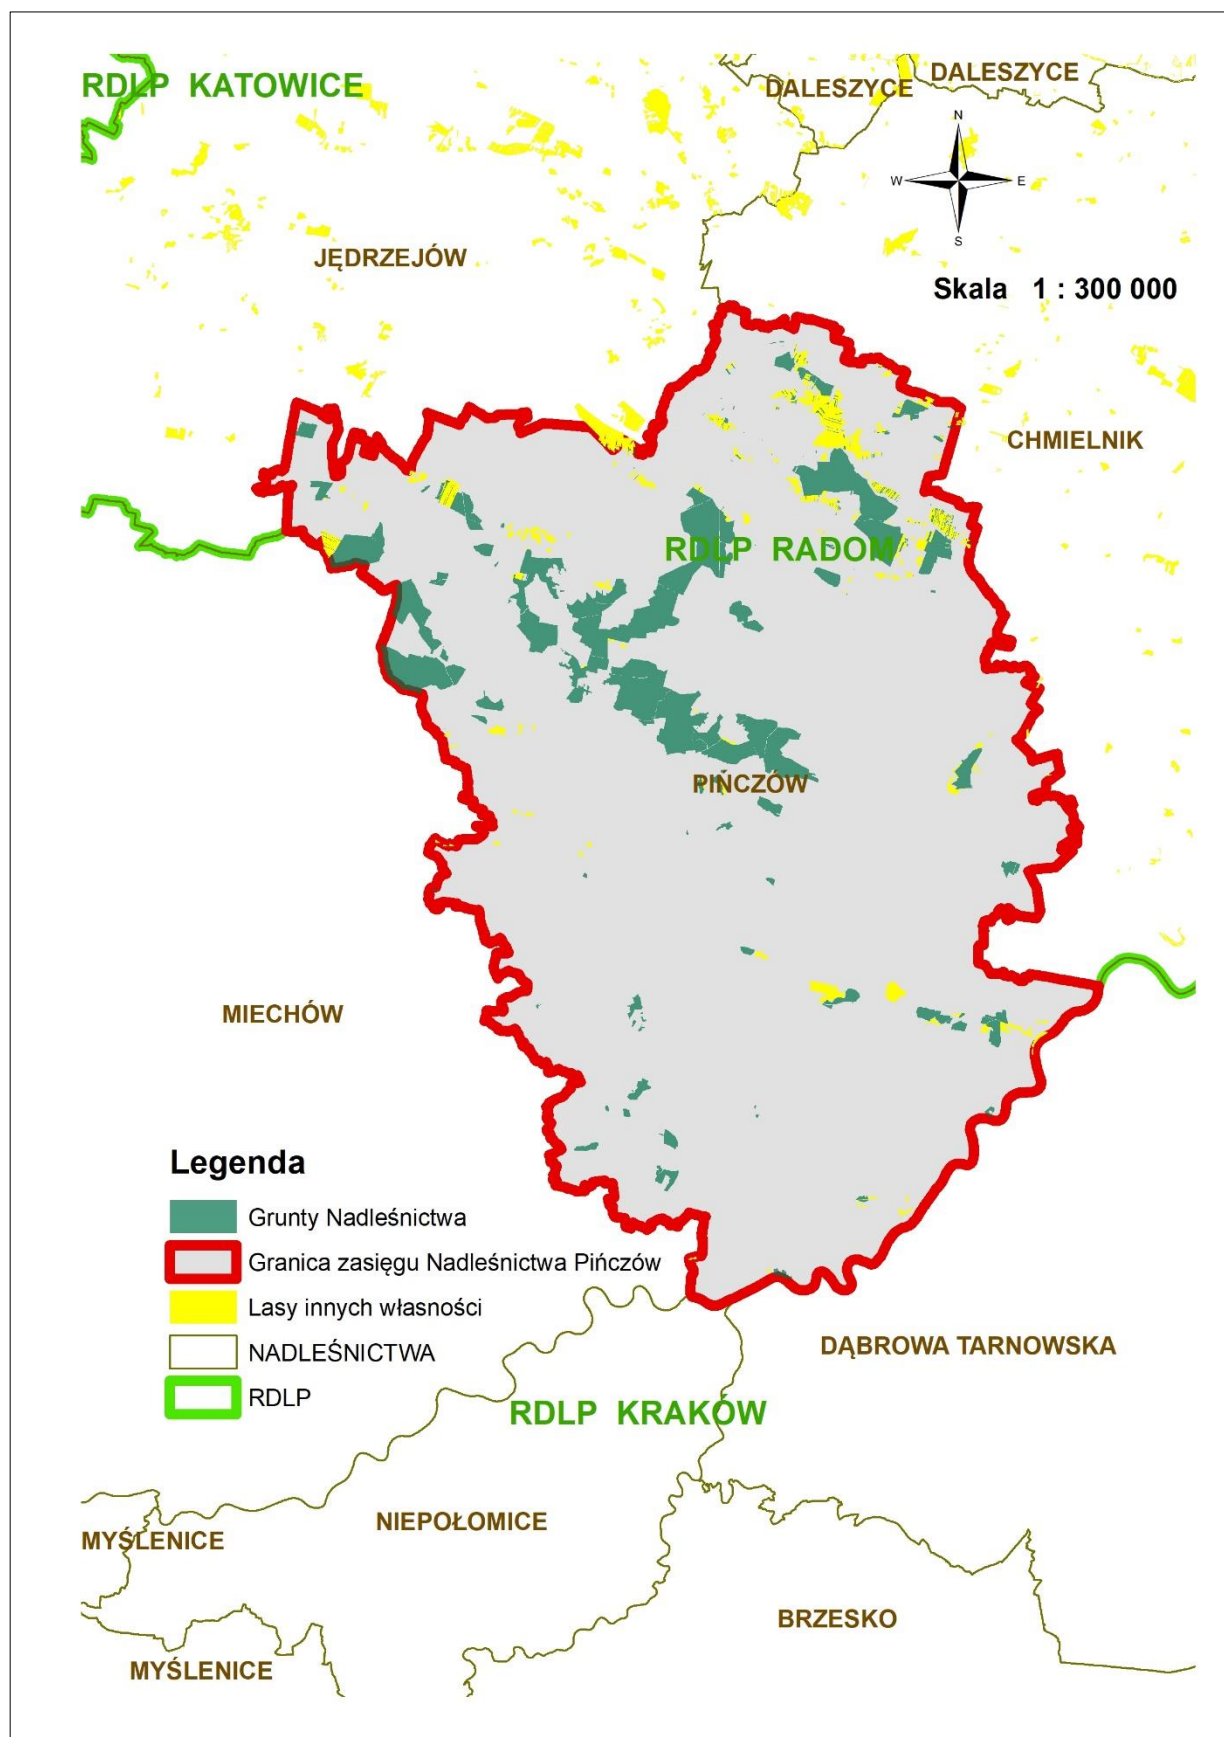 RDLP KATOWICE
DALESZYCE
DALESZYCE
N
W
E
S
JĘDRZEJÓW
Skala 1 : 300 000
CHMIELNIK
RDLP RADOM
PIŃCZÓW
MIECHÓW
Legenda
Grunty Nadleśnictwa
Granica zasięgu Nadleśnictwa Pińczów
Lasy innych własności
NADLEŚNICTWA
RDLP
DĄBROWA TARNOWSKA
RDLP KRAKÓW
NIEPOŁOMICE
MYŚLENICE
BRZESKO
MYŚLENICE